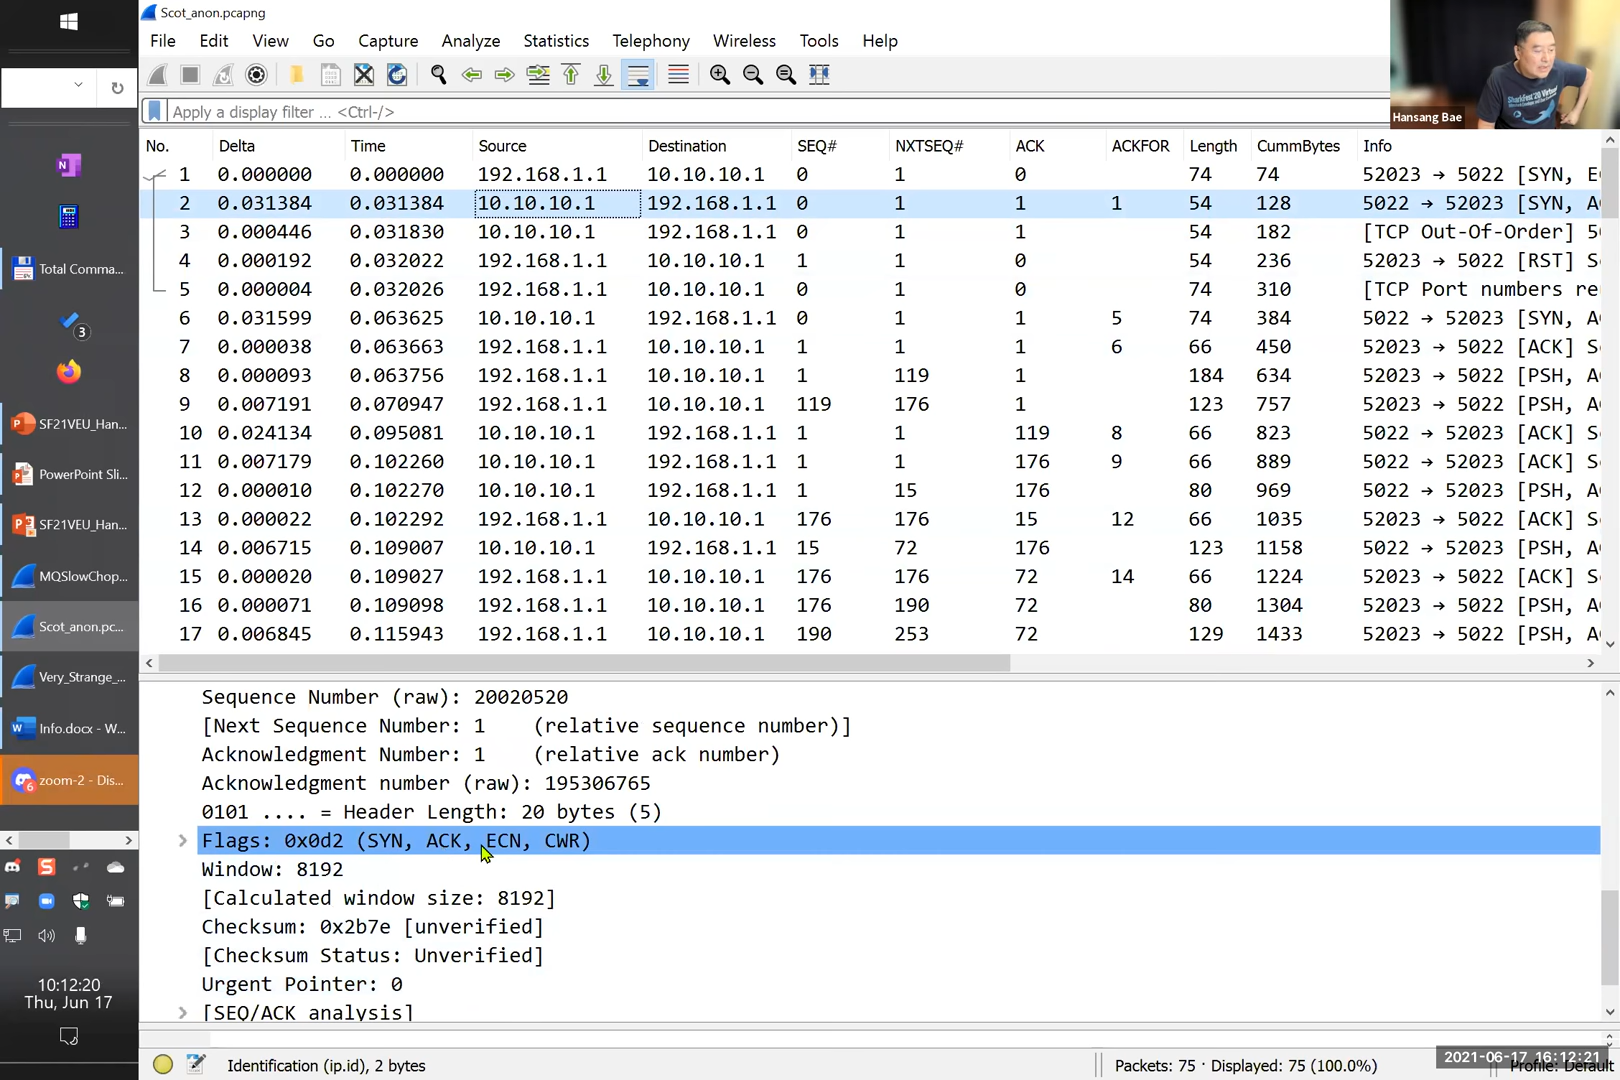 Scot_anon.pcapng
File Edit View Go Capture Analyze Statistics Telephony Wireless Tools Help
Apply a display filter ... <Ctrl-/>
Hansang Bae
No. Delta Time Source Destination SEQ# NXTSEQ# ACK ACKFOR Length CummBytes Info
1 0.000000 0.000000 192.168.1.1 10.10.10.1 0 1 0 74 74 52023 → 5022 [SYN, E
2 0.031384 0.031384 10.10.10.1 192.168.1.1 0 1 1 1 54 128 5022 → 52023 [SYN, A
3 0.000446 0.031830 10.10.10.1 192.168.1.1 0 1 1 54 182 [TCP Out-Of-Order] 5
4 0.000192 0.032022 192.168.1.1 10.10.10.1 1 1 0 54 236 52023 → 5022 [RST] S
5 0.000004 0.032026 192.168.1.1 10.10.10.1 0 1 0 74 310 [TCP Port numbers re
6 0.031599 0.063625 10.10.10.1 192.168.1.1 0 1 1 5 74 384 5022 → 52023 [SYN, A
7 0.000038 0.063663 192.168.1.1 10.10.10.1 1 1 1 6 66 450 52023 → 5022 [ACK] S
8 0.000093 0.063756 192.168.1.1 10.10.10.1 1 119 1 184 634 52023 → 5022 [PSH, A
9 0.007191 0.070947 192.168.1.1 10.10.10.1 119 176 1 123 757 52023 → 5022 [PSH, A
10 0.024134 0.095081 10.10.10.1 192.168.1.1 1 1 119 8 66 823 5022 → 52023 [ACK] S
11 0.007179 0.102260 10.10.10.1 192.168.1.1 1 1 176 9 66 889 5022 → 52023 [ACK] S
12 0.000010 0.102270 10.10.10.1 192.168.1.1 1 15 176 80 969 5022 → 52023 [PSH, A
13 0.000022 0.102292 192.168.1.1 10.10.10.1 176 176 15 12 66 1035 52023 → 5022 [ACK] S
14 0.006715 0.109007 10.10.10.1 192.168.1.1 15 72 176 123 1158 5022 → 52023 [PSH, A
15 0.000020 0.109027 192.168.1.1 10.10.10.1 176 176 72 14 66 1224 52023 → 5022 [ACK] S
16 0.000071 0.109098 192.168.1.1 10.10.10.1 176 190 72 80 1304 52023 → 5022 [PSH, A
17 0.006845 0.115943 192.168.1.1 10.10.10.1 190 253 72 129 1433 52023 → 5022 [PSH, A
Sequence Number (raw): 20020520
[Next Sequence Number: 1 (relative sequence number)]
Acknowledgment Number: 1 (relative ack number)
Acknowledgment number (raw): 195306765
0101 .... = Header Length: 20 bytes (5)
Flags: 0x0d2 (SYN, ACK, ECN, CWR)
Window: 8192
[Calculated window size: 8192]
Checksum: 0x2b7e [unverified]
[Checksum Status: Unverified]
Urgent Pointer: 0
[SEQ/ACK analysis]
Identification (ip.id), 2 bytes
Packets: 75 · Displayed: 75 (100.0%)
Profile: Default
2021-06-17 16:12:21
Total Comma...
3
SF21VEU_Han...
PowerPoint Sli...
SF21VEU_Han...
MQSlowChop...
Scot_anon.pc...
Very_Strange_...
Info.docx - W...
zoom-2 - Dis...
6
10:12:20
Thu, Jun 17